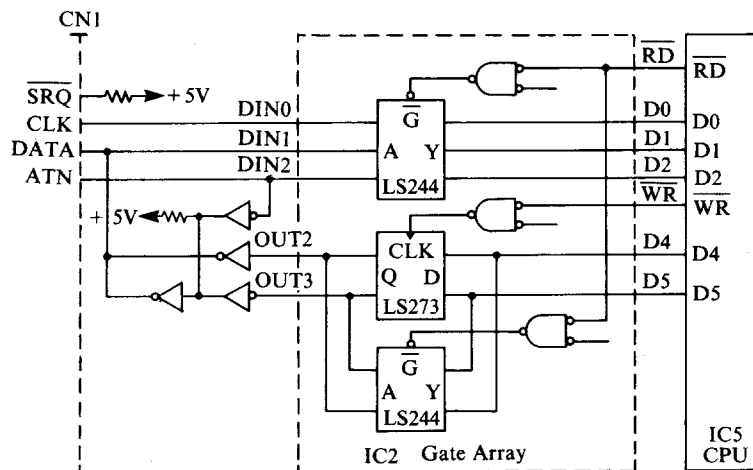 CN1
SRQ
+5V
CLK
DATA
ATN
DIN0
DIN1
DIN2
+ 5V
OUT2
OUT3
G
A Y
LS244
CLK
Q D
LS273
G
A Y
LS244
IC2 Gate Array
RD
D0
D1
D2
WR
D4
D5
RD
D0
D1
D2
WR
D4
D5
IC5
CPU